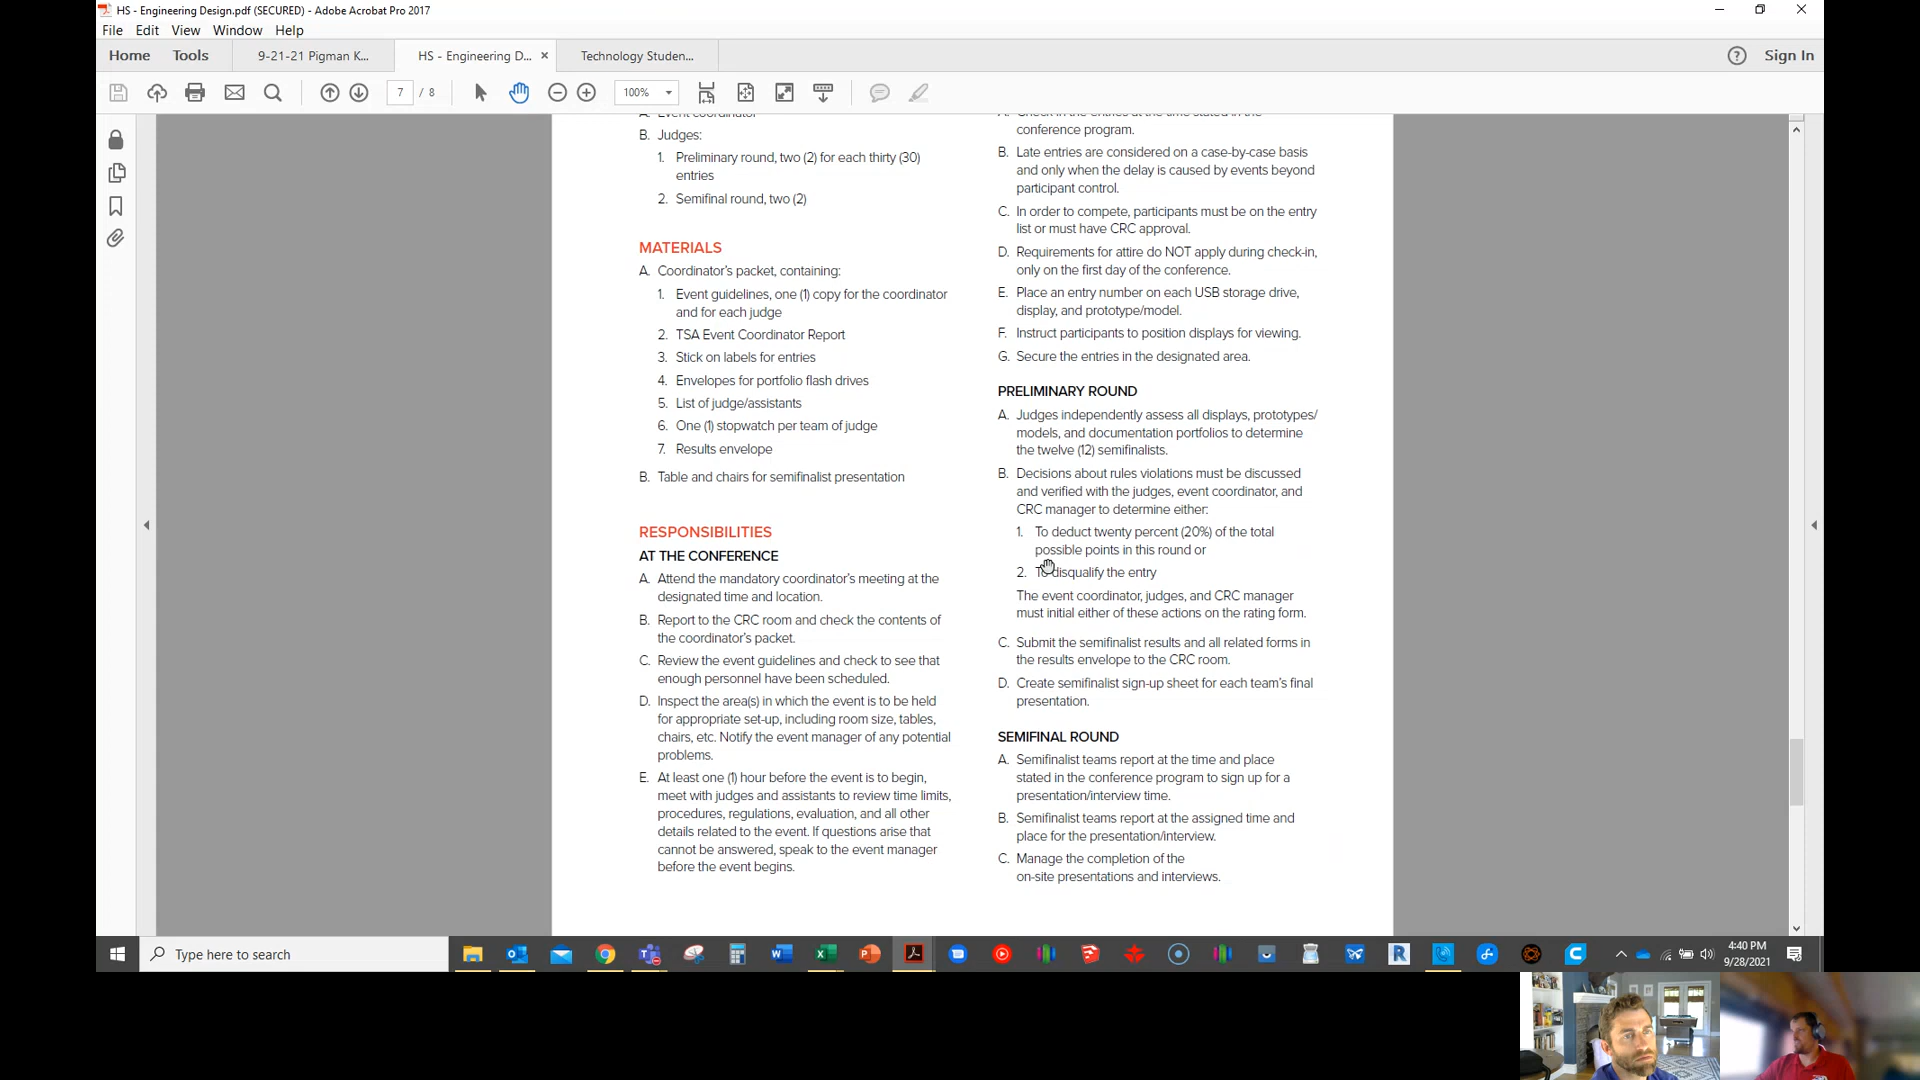 HS - Engineering Design.pdf (SECURED) - Adobe Acrobat Pro 2017
File Edit View Window Help
Home Tools 9-21-21 Pigman K... HS - Engineering D... × Technology Studen... Sign In
7 / 8 100%
A. Event coordinator
B. Judges:
1. Preliminary round, two (2) for each thirty (30)
entries
2. Semifinal round, two (2)
MATERIALS
A. Coordinator's packet, containing:
1. Event guidelines, one (1) copy for the coordinator
and for each judge
2. TSA Event Coordinator Report
3. Stick on labels for entries
4. Envelopes for portfolio flash drives
5. List of judge/assistants
6. One (1) stopwatch per team of judge
7. Results envelope
B. Table and chairs for semifinalist presentation
RESPONSIBILITIES
AT THE CONFERENCE
A. Attend the mandatory coordinator's meeting at the
designated time and location.
B. Report to the CRC room and check the contents of
the coordinator's packet.
C. Review the event guidelines and check to see that
enough personnel have been scheduled.
D. Inspect the area(s) in which the event is to be held
for appropriate set-up, including room size, tables,
chairs, etc. Notify the event manager of any potential
problems.
E. At least one (1) hour before the event is to begin,
meet with judges and assistants to review time limits,
procedures, regulations, evaluation, and all other
details related to the event. If questions arise that
cannot be answered, speak to the event manager
before the event begins.
A. Check in the entries at the time stated in the
conference program.
B. Late entries are considered on a case-by-case basis
and only when the delay is caused by events beyond
participant control.
C. In order to compete, participants must be on the entry
list or must have CRC approval.
D. Requirements for attire do NOT apply during check-in,
only on the first day of the conference.
E. Place an entry number on each USB storage drive,
display, and prototype/model.
F. Instruct participants to position displays for viewing.
G. Secure the entries in the designated area.
PRELIMINARY ROUND
A. Judges independently assess all displays, prototypes/
models, and documentation portfolios to determine
the twelve (12) semifinalists.
B. Decisions about rules violations must be discussed
and verified with the judges, event coordinator, and
CRC manager to determine either:
1. To deduct twenty percent (20%) of the total
possible points in this round or
2. To disqualify the entry
The event coordinator, judges, and CRC manager
must initial either of these actions on the rating form.
C. Submit the semifinalist results and all related forms in
the results envelope to the CRC room.
D. Create semifinalist sign-up sheet for each team's final
presentation.
SEMIFINAL ROUND
A. Semifinalist teams report at the time and place
stated in the conference program to sign up for a
presentation/interview time.
B. Semifinalist teams report at the assigned time and
place for the presentation/interview.
C. Manage the completion of the
on-site presentations and interviews.
Type here to search
4:40 PM
9/28/2021